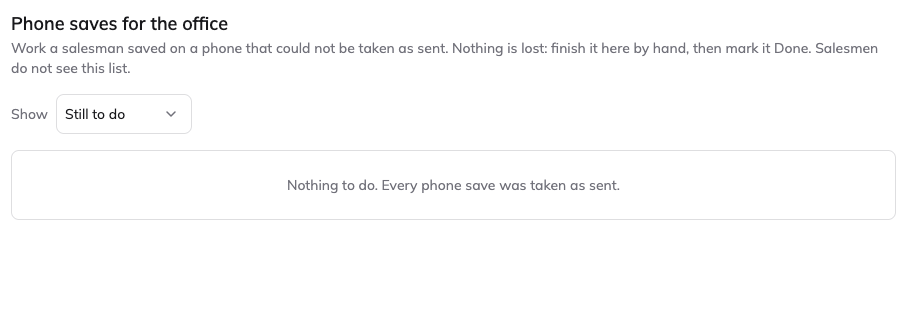 Phone saves for the office
Work a salesman saved on a phone that could not be taken as sent. Nothing is lost: finish it here by hand, then mark it Done. Salesmen
do not see this list.
Show
Still to do
Nothing to do. Every phone save was taken as sent.